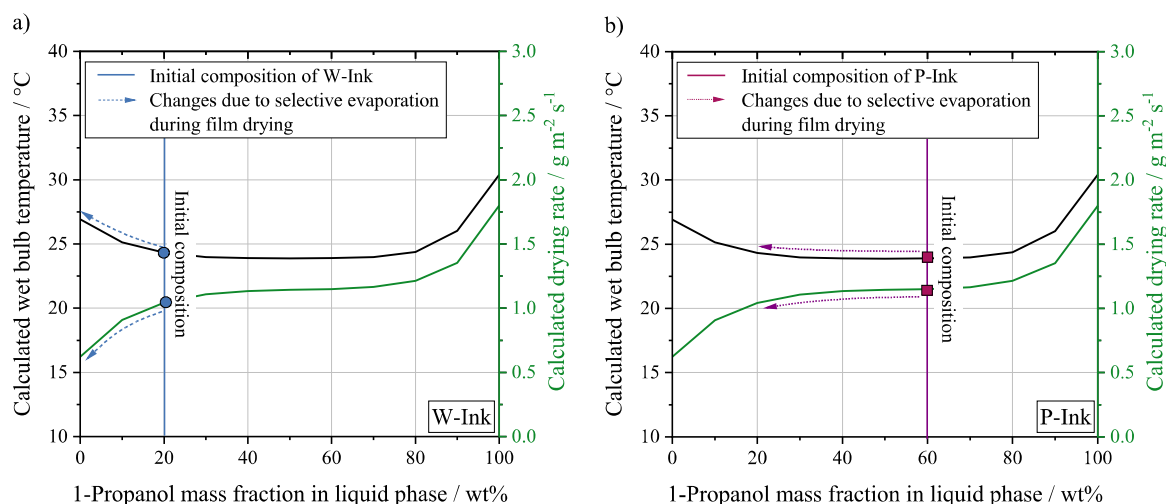 a)
Calculated wet bulb temperature / °C
40
35
30
25
20
15
10
Initial composition of W-Ink
Changes due to selective evaporation
during film drying
Initial composition
W-Ink
3.0
2.5
2.0
1.5
1.0
0.5
0.0
Calculated drying rate / g m⁻² s⁻¹
0 20 40 60 80 100
1-Propanol mass fraction in liquid phase / wt%
b)
Calculated wet bulb temperature / °C
40
35
30
25
20
15
10
Initial composition of P-Ink
Changes due to selective evaporation
during film drying
Initial composition
P-Ink
3.0
2.5
2.0
1.5
1.0
0.5
0.0
Calculated drying rate / g m⁻² s⁻¹
0 20 40 60 80 100
1-Propanol mass fraction in liquid phase / wt%